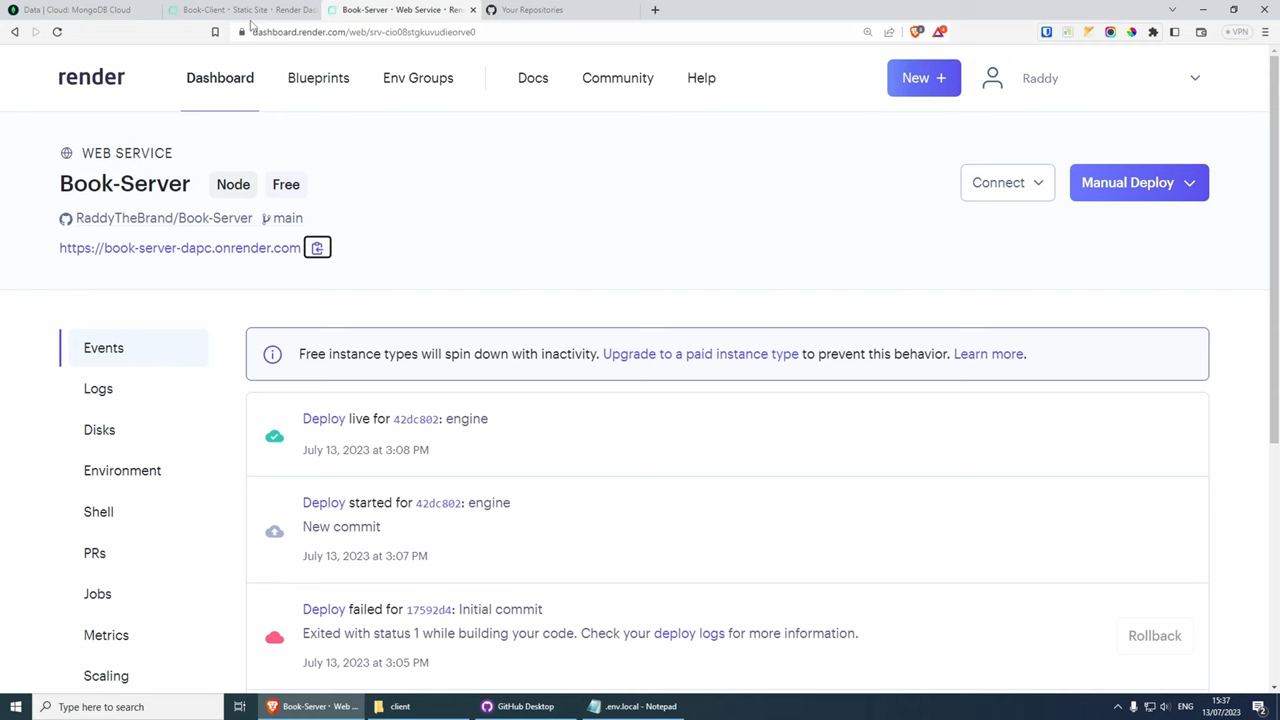 Data | Cloud: MongoDB Cloud
Book-Client · Static Site · Render Das
Book-Server · Web Service · Ren
Your Repositories
dashboard.render.com/web/srv-cio08stgkuvudieorve0
VPN
render
Dashboard
Blueprints
Env Groups
Docs
Community
Help
New +
Raddy
WEB SERVICE
Book-Server
Node
Free
Connect
Manual Deploy
RaddyTheBrand/Book-Server
main
https://book-server-dapc.onrender.com
Events
Logs
Disks
Environment
Shell
PRs
Jobs
Metrics
Scaling
Free instance types will spin down with inactivity. Upgrade to a paid instance type to prevent this behavior. Learn more.
Deploy live for 42dc802: engine
July 13, 2023 at 3:08 PM
Deploy started for 42dc802: engine
New commit
July 13, 2023 at 3:07 PM
Deploy failed for 17592d4: Initial commit
Exited with status 1 while building your code. Check your deploy logs for more information.
July 13, 2023 at 3:05 PM
Rollback
Type here to search
Book-Server · Web ...
client
GitHub Desktop
.env.local - Notepad
ENG
15:37
13/07/2023
2